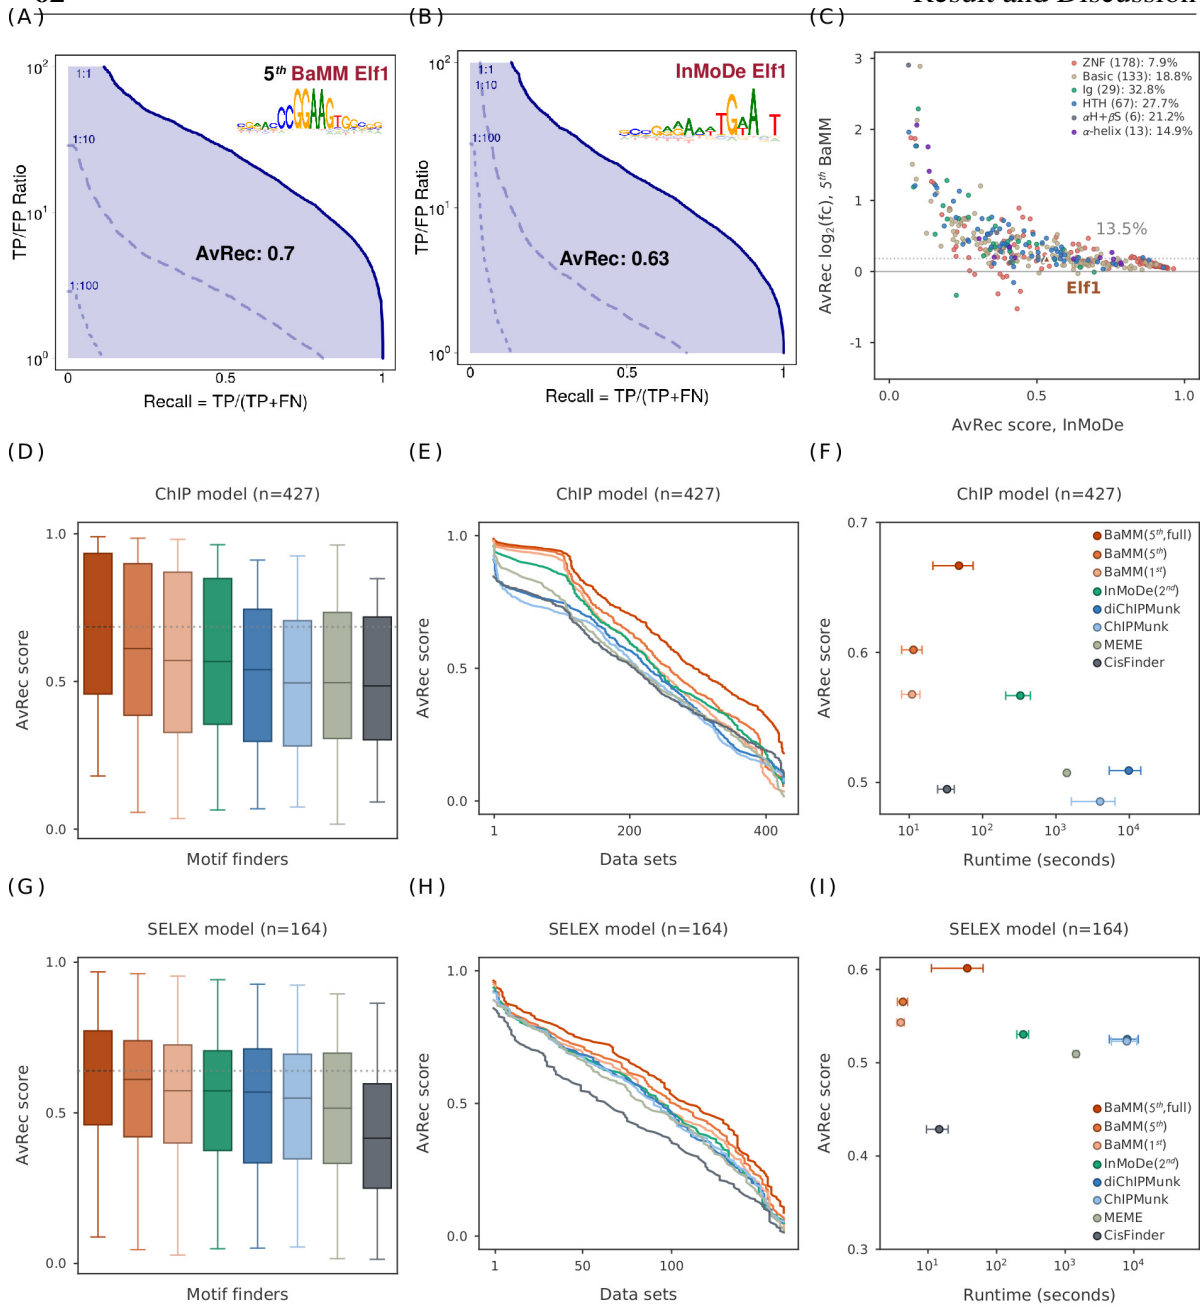 62 Result and Discussion
(A)
10² 10¹ 10⁰
TP/FP Ratio
1:1
1:10
1:100
5th BaMM Elf1
AvRec: 0.7
0 0.5 1
Recall = TP/(TP+FN)
(B)
10² 10¹ 10⁰
TP/FP Ratio
1:1
1:10
1:100
InMoDe Elf1
AvRec: 0.63
0 0.5 1
Recall = TP/(TP+FN)
(C)
3 2 1 0 -1
AvRec log₂(fc), 5th BaMM
ZNF (178): 7.9%
Basic (133): 18.8%
Ig (29): 32.8%
HTH (67): 27.7%
αH+βS (6): 21.2%
α-helix (13): 14.9%
13.5%
Elf1
0.0 0.5 1.0
AvRec score, InMoDe
(D)
ChIP model (n=427)
1.0 0.5 0.0
AvRec score
Motif finders
(E)
ChIP model (n=427)
1.0 0.5 0.0
AvRec score
1 200 400
Data sets
(F)
ChIP model (n=427)
0.7 0.6 0.5
AvRec score
BaMM(5th,full)
BaMM(5th)
BaMM(1st)
InMoDe(2nd)
diChIPMunk
ChIPMunk
MEME
CisFinder
10¹ 10² 10³ 10⁴
Runtime (seconds)
(G)
SELEX model (n=164)
1.0 0.5 0.0
AvRec score
Motif finders
(H)
SELEX model (n=164)
1.0 0.5 0.0
AvRec score
1 50 100
Data sets
(I)
SELEX model (n=164)
0.6 0.5 0.4 0.3
AvRec score
BaMM(5th,full)
BaMM(5th)
BaMM(1st)
InMoDe(2nd)
diChIPMunk
ChIPMunk
MEME
CisFinder
10¹ 10² 10³ 10⁴
Runtime (seconds)